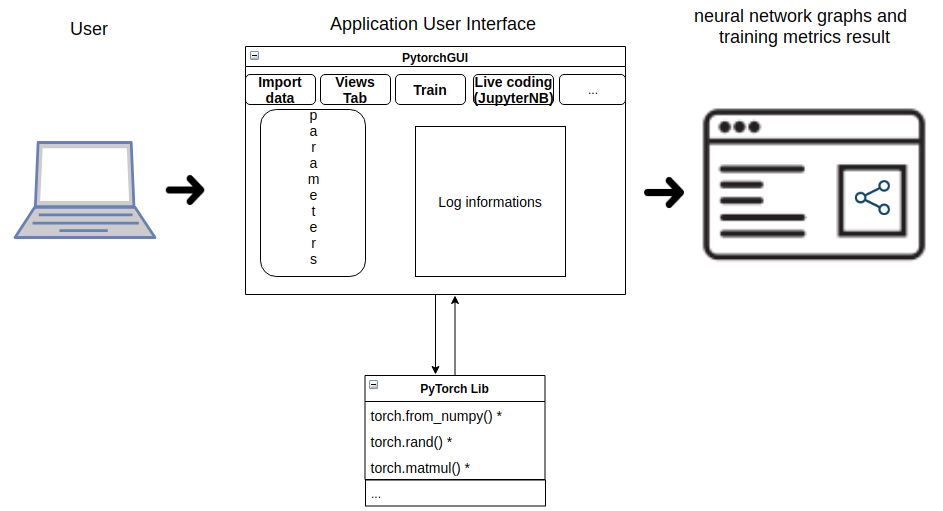 User
Application User Interface
neural network graphs and
training metrics result
PytorchGUI
Import
data
Views
Tab
Train
Live coding
(JupyterNB)
...
p
a
r
a
m
e
t
e
r
s
Log informations
PyTorch Lib
torch.from_numpy() *
torch.rand() *
torch.matmul() *
...